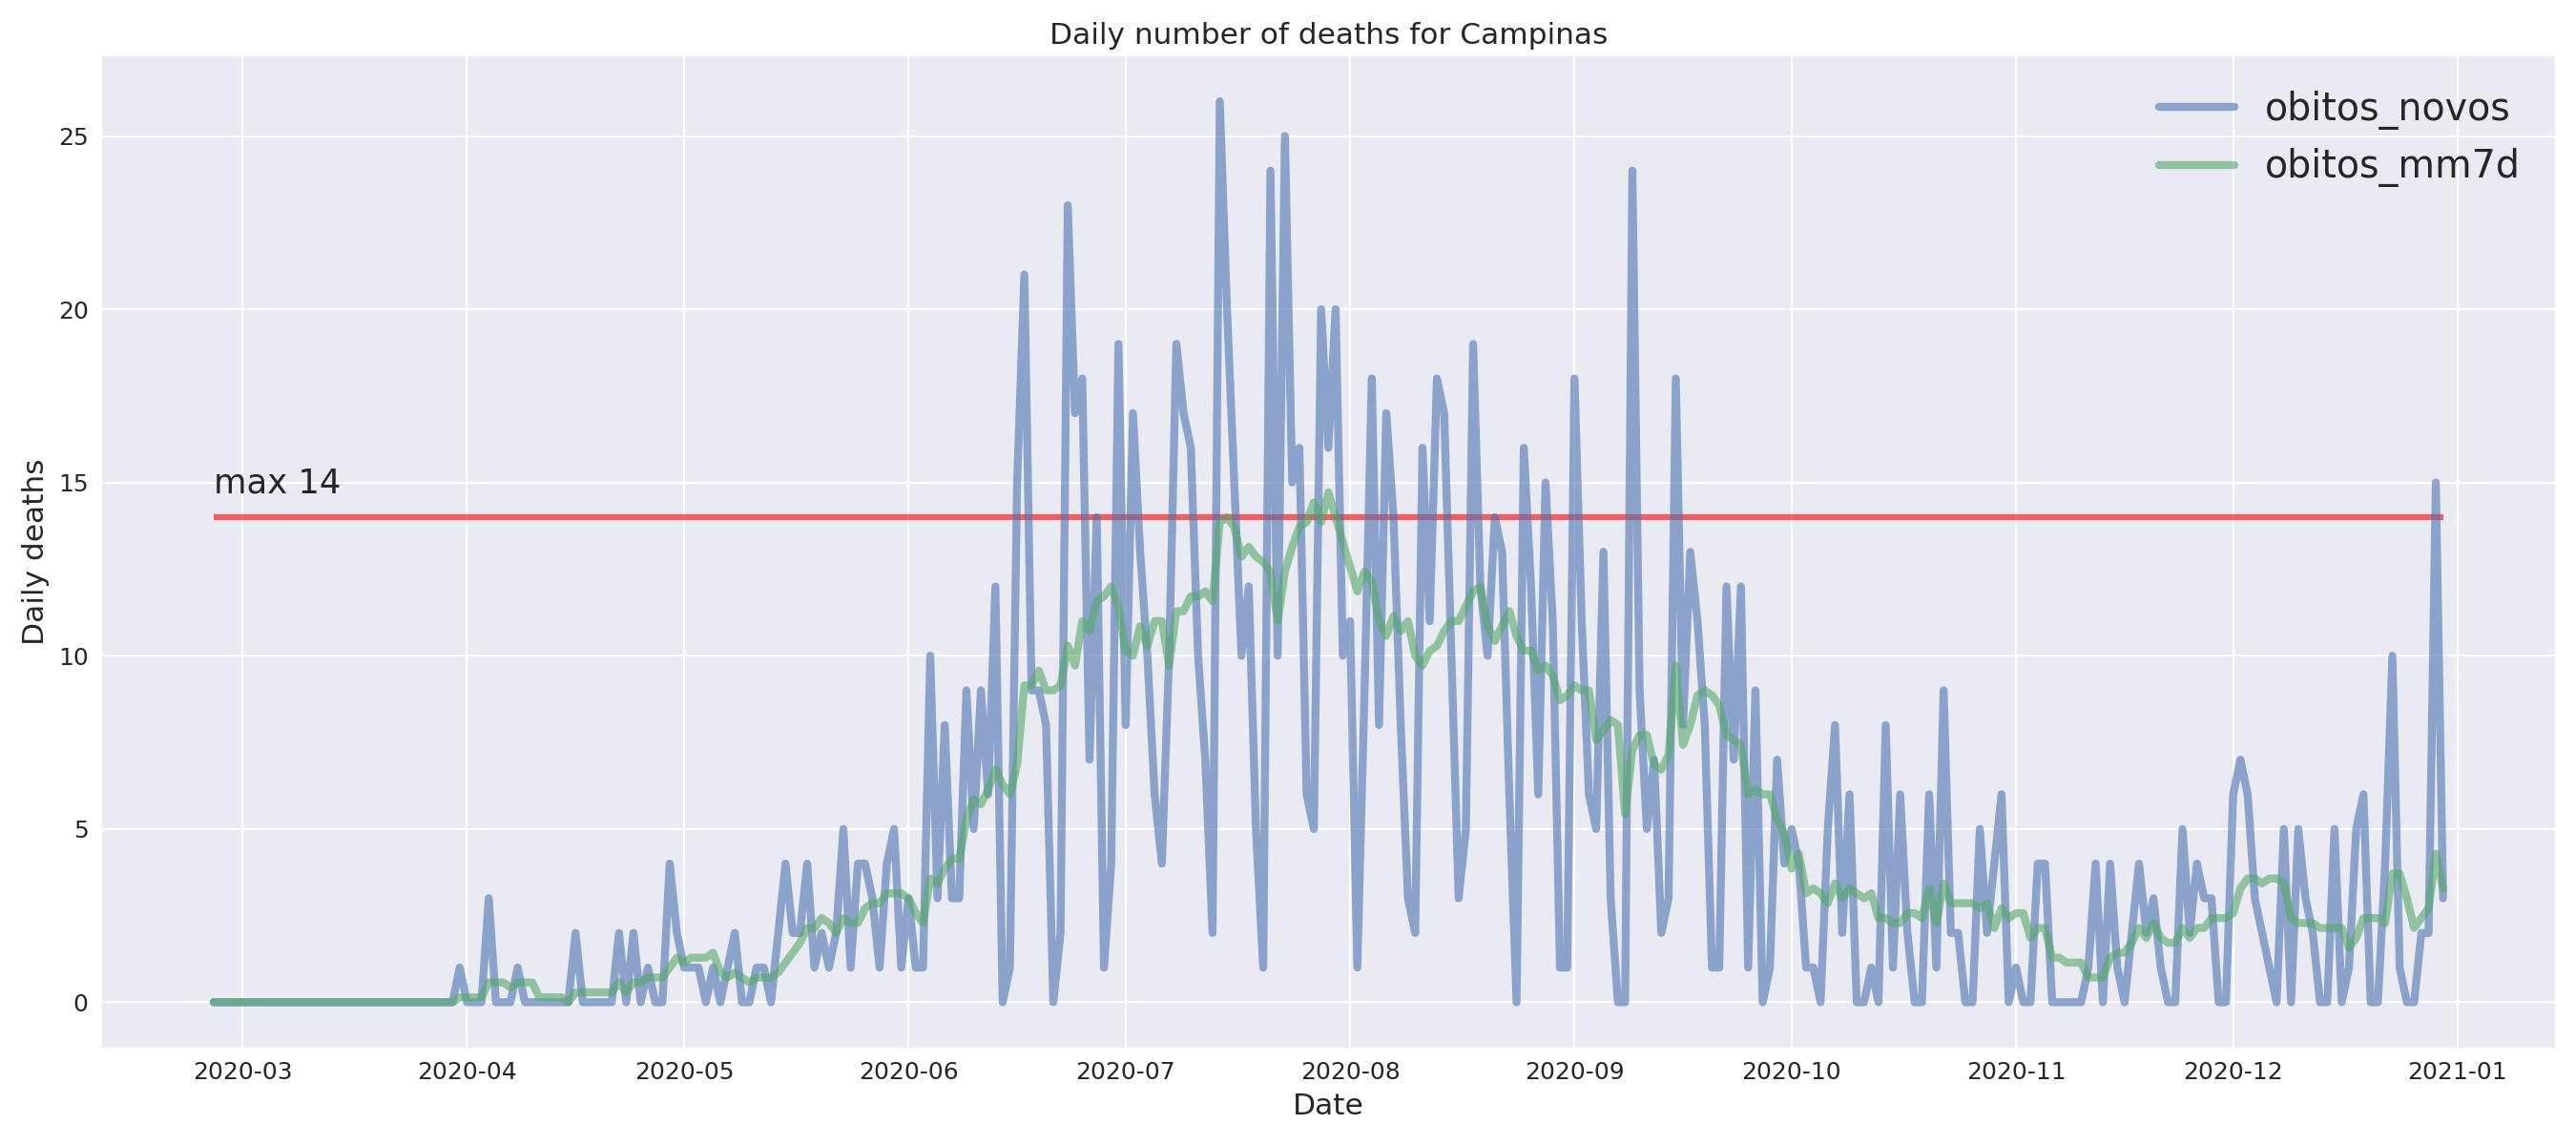 Daily number of deaths for Campinas
obitos_novos
obitos_mm7d
max 14
Daily deaths
25
20
15
10
5
0
2020-03
2020-04
2020-05
2020-06
2020-07
2020-08
2020-09
2020-10
2020-11
2020-12
2021-01
Date